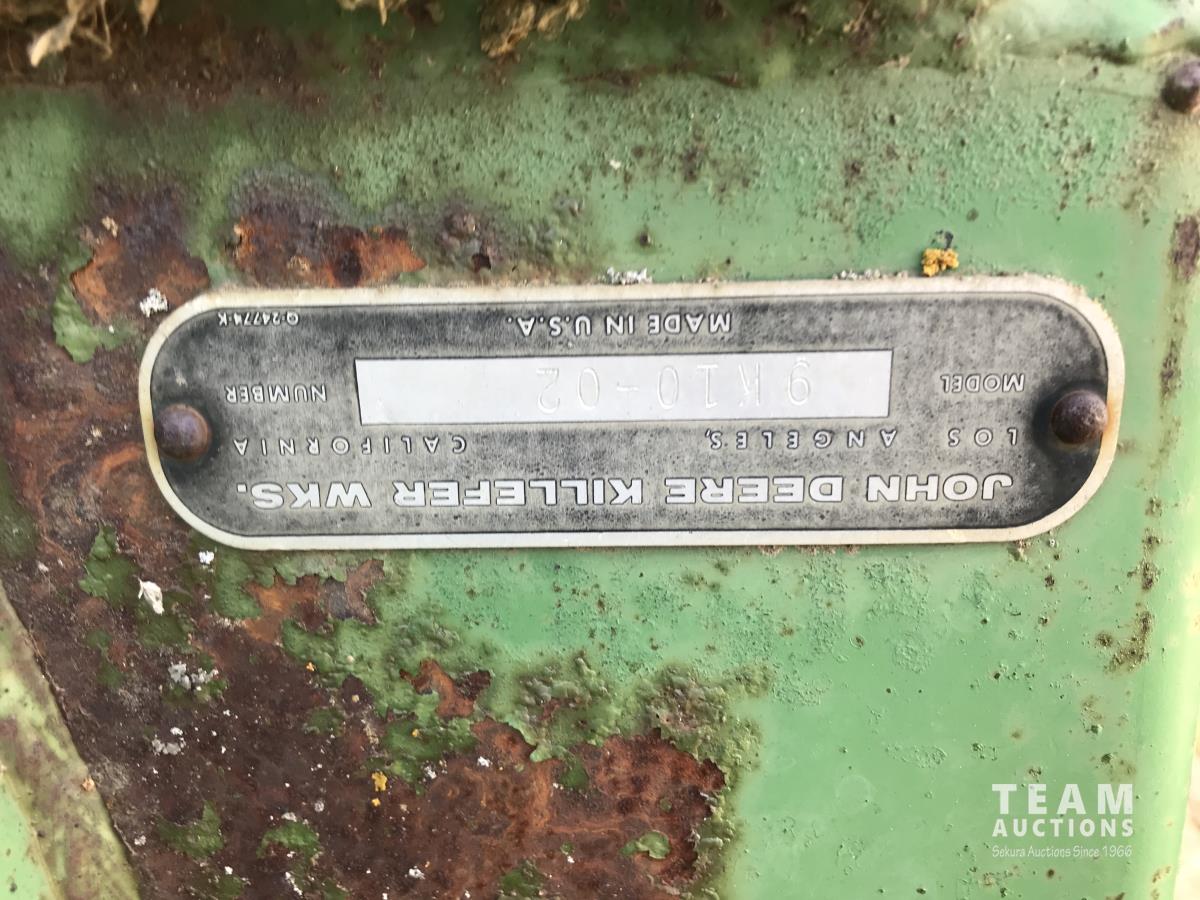 JOHN DEERE KILLEFER WKS.
LOS ANGELES, CALIFORNIA
MODEL 9K10-02 NUMBER
MADE IN U.S.A. Q-24774-K
TEAM
AUCTIONS
Sekura Auctions Since 1966